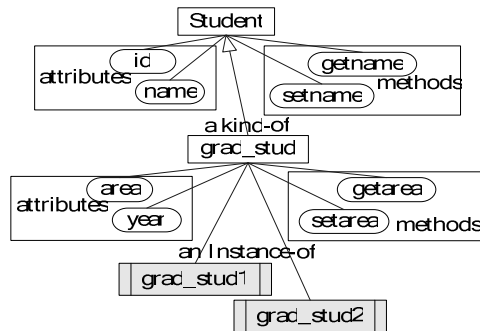 Student
id
attributes
name
getname
setname
methods
a kind-of
grad_stud
area
attributes
year
getarea
setarea
methods
an Instance-of
grad_stud1
grad_stud2